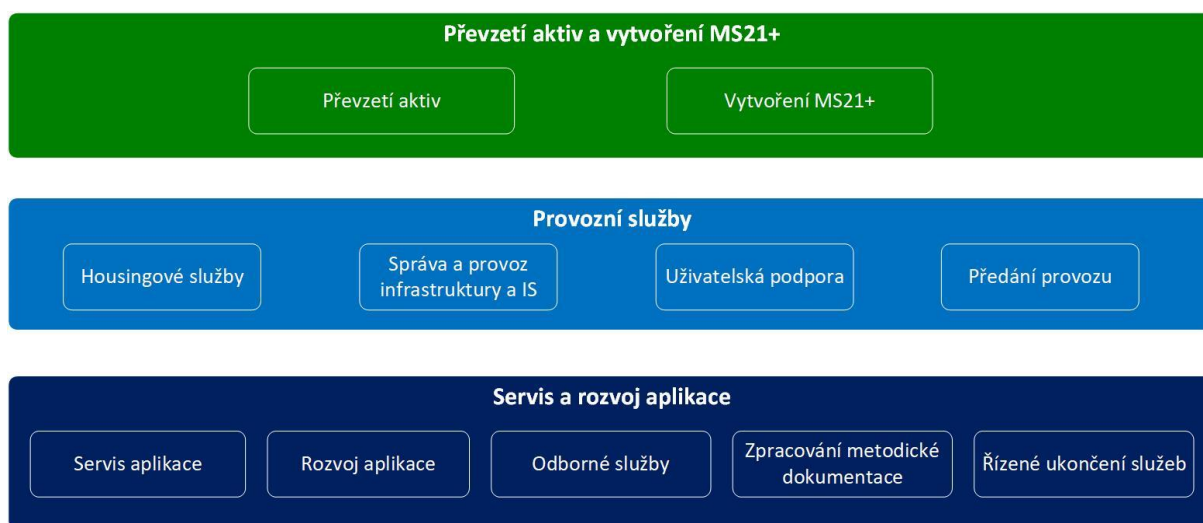 Převzetí aktiv a vytvoření MS21+
Převzetí aktiv
Vytvoření MS21+
Provozní služby
Housingové služby
Správa a provoz
infrastruktury a IS
Uživatelská podpora
Předání provozu
Servis a rozvoj aplikace
Servis aplikace
Rozvoj aplikace
Odborné služby
Zpracování metodické
dokumentace
Řízené ukončení služeb